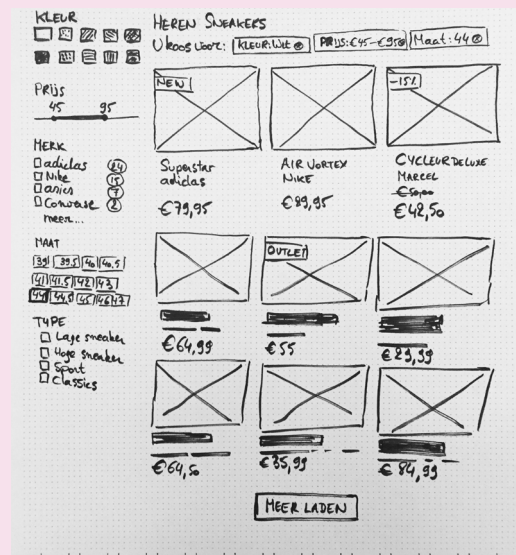 KLEUR
PRIJS
45 95
MERK
adidas 24
Nike 15
asics 7
Converse 2
meer...
MAAT
39 39.5 40 40.5
41 41.5 42 43
44 44.5 45 46 47
TYPE
Lage sneaker
Hoge sneaker
Sport
Classics
HEREN SNEAKERS
U koos voor: KLEUR:Wit PRIJS:€45-€95 Maat:44
NEW
Superstar
adidas
€79,95
AIR VORTEX
NIKE
€89,95
-15%
CYCLEUR DE LUXE
MARCEL
€50,00
€42,50
€64,99
OUTLET
€55
€29,99
€64,50
€35,99
€84,99
MEER LADEN